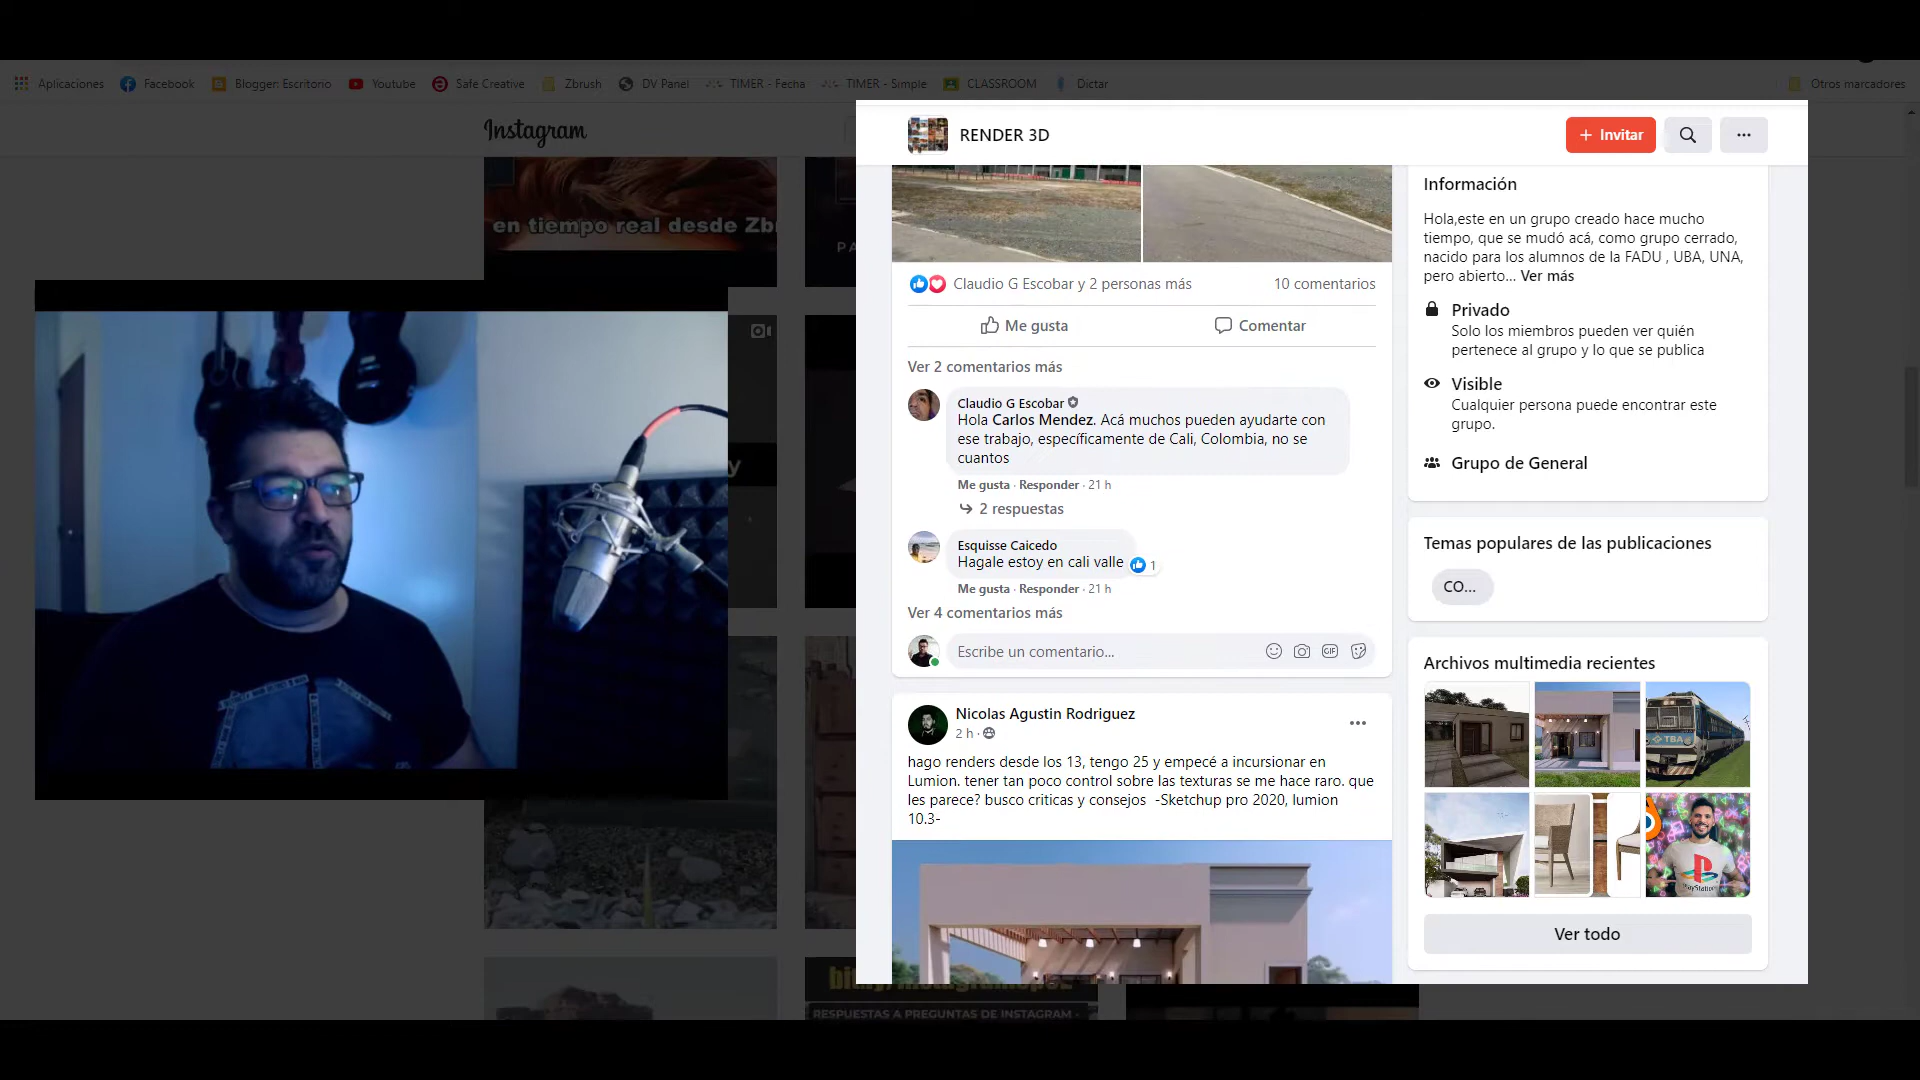 Aplicaciones
Facebook
Blogger: Escritorio
Youtube
Safe Creative
Zbrush
DV Panel
TIMER - Fecha
TIMER - Simple
CLASSROOM
Dictar
Otros marcadores
Instagram
en tiempo real desde Zb
PA
y
RESPUESTAS A PREGUNTAS DE INSTAGRAM -
RENDER 3D
+ Invitar
Claudio G Escobar y 2 personas más
10 comentarios
Me gusta
Comentar
Ver 2 comentarios más
Claudio G Escobar
Hola Carlos Mendez. Acá muchos pueden ayudarte con
ese trabajo, específicamente de Cali, Colombia, no se
cuantos
Me gusta · Responder · 21 h
2 respuestas
Esquisse Caicedo
Hagale estoy en cali valle
1
Me gusta · Responder · 21 h
Ver 4 comentarios más
Escribe un comentario...
GIF
Nicolas Agustin Rodriguez
2 h ·
hago renders desde los 13, tengo 25 y empecé a incursionar en
Lumion. tener tan poco control sobre las texturas se me hace raro. que
les parece? busco criticas y consejos -Sketchup pro 2020, lumion
10.3-
Información
Hola,este en un grupo creado hace mucho
tiempo, que se mudó acá, como grupo cerrado,
nacido para los alumnos de la FADU , UBA, UNA,
pero abierto... Ver más
Privado
Solo los miembros pueden ver quién
pertenece al grupo y lo que se publica
Visible
Cualquier persona puede encontrar este
grupo.
Grupo de General
Temas populares de las publicaciones
CO...
Archivos multimedia recientes
TBA
PlayStation
Ver todo